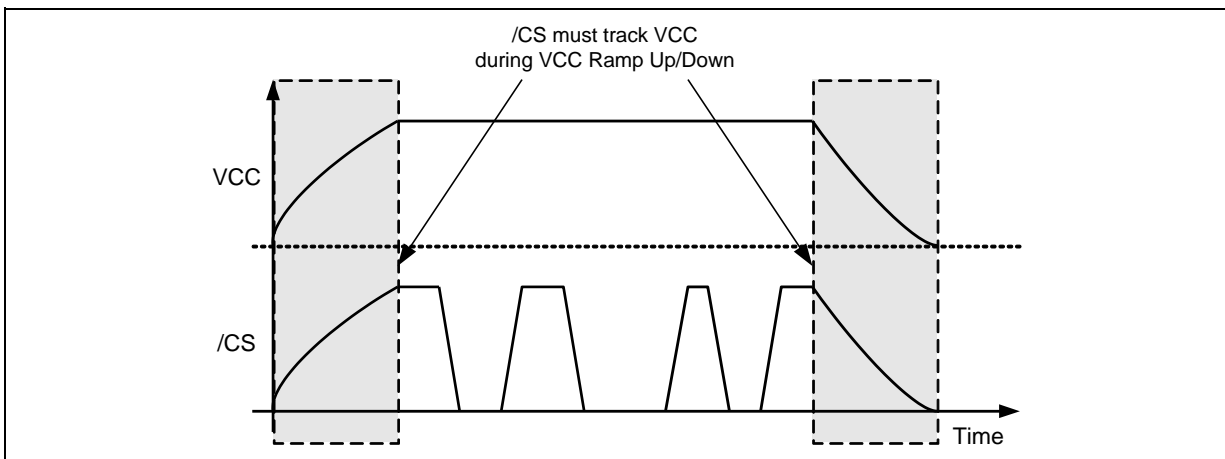 /CS must track VCC
during VCC Ramp Up/Down
VCC
/CS
Time